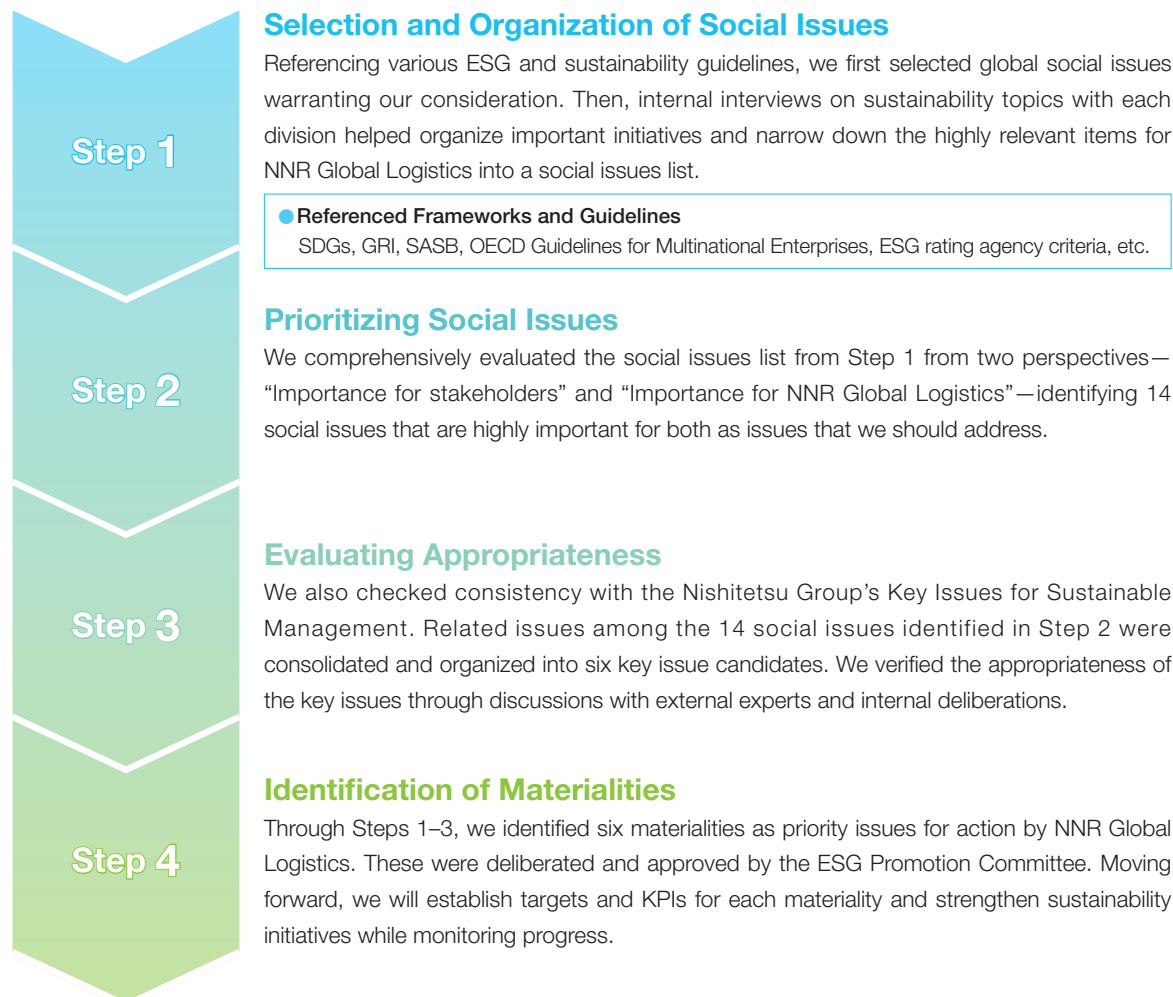 Step 1
Selection and Organization of Social Issues
Referencing various ESG and sustainability guidelines, we first selected global social issues
warranting our consideration. Then, internal interviews on sustainability topics with each
division helped organize important initiatives and narrow down the highly relevant items for
NNR Global Logistics into a social issues list.
●Referenced Frameworks and Guidelines
SDGs, GRI, SASB, OECD Guidelines for Multinational Enterprises, ESG rating agency criteria, etc.
Step 2
Prioritizing Social Issues
We comprehensively evaluated the social issues list from Step 1 from two perspectives—
“Importance for stakeholders” and “Importance for NNR Global Logistics”—identifying 14
social issues that are highly important for both as issues that we should address.
Step 3
Evaluating Appropriateness
We also checked consistency with the Nishitetsu Group’s Key Issues for Sustainable
Management. Related issues among the 14 social issues identified in Step 2 were
consolidated and organized into six key issue candidates. We verified the appropriateness of
the key issues through discussions with external experts and internal deliberations.
Step 4
Identification of Materialities
Through Steps 1–3, we identified six materialities as priority issues for action by NNR Global
Logistics. These were deliberated and approved by the ESG Promotion Committee. Moving
forward, we will establish targets and KPIs for each materiality and strengthen sustainability
initiatives while monitoring progress.